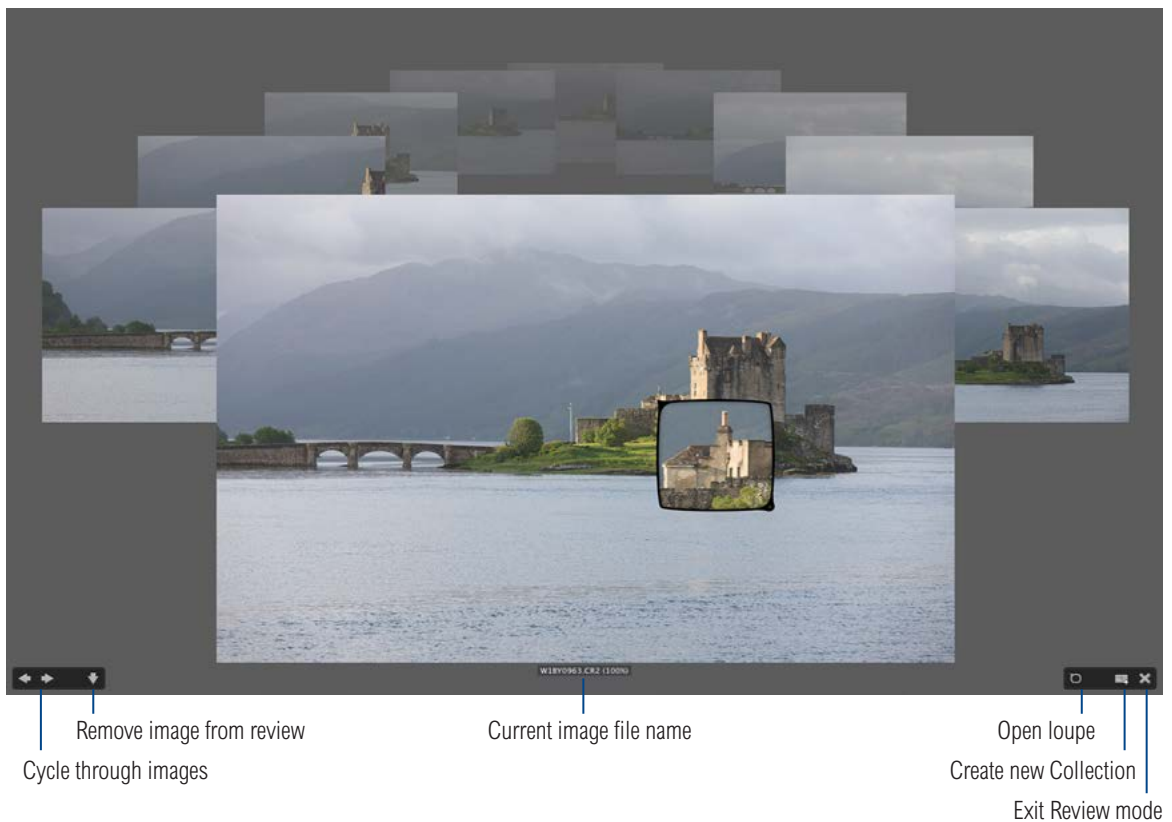 W18Y0963.CR2 (100%)
Remove image from review
Current image file name
Open loupe
Cycle through images
Create new Collection
Exit Review mode